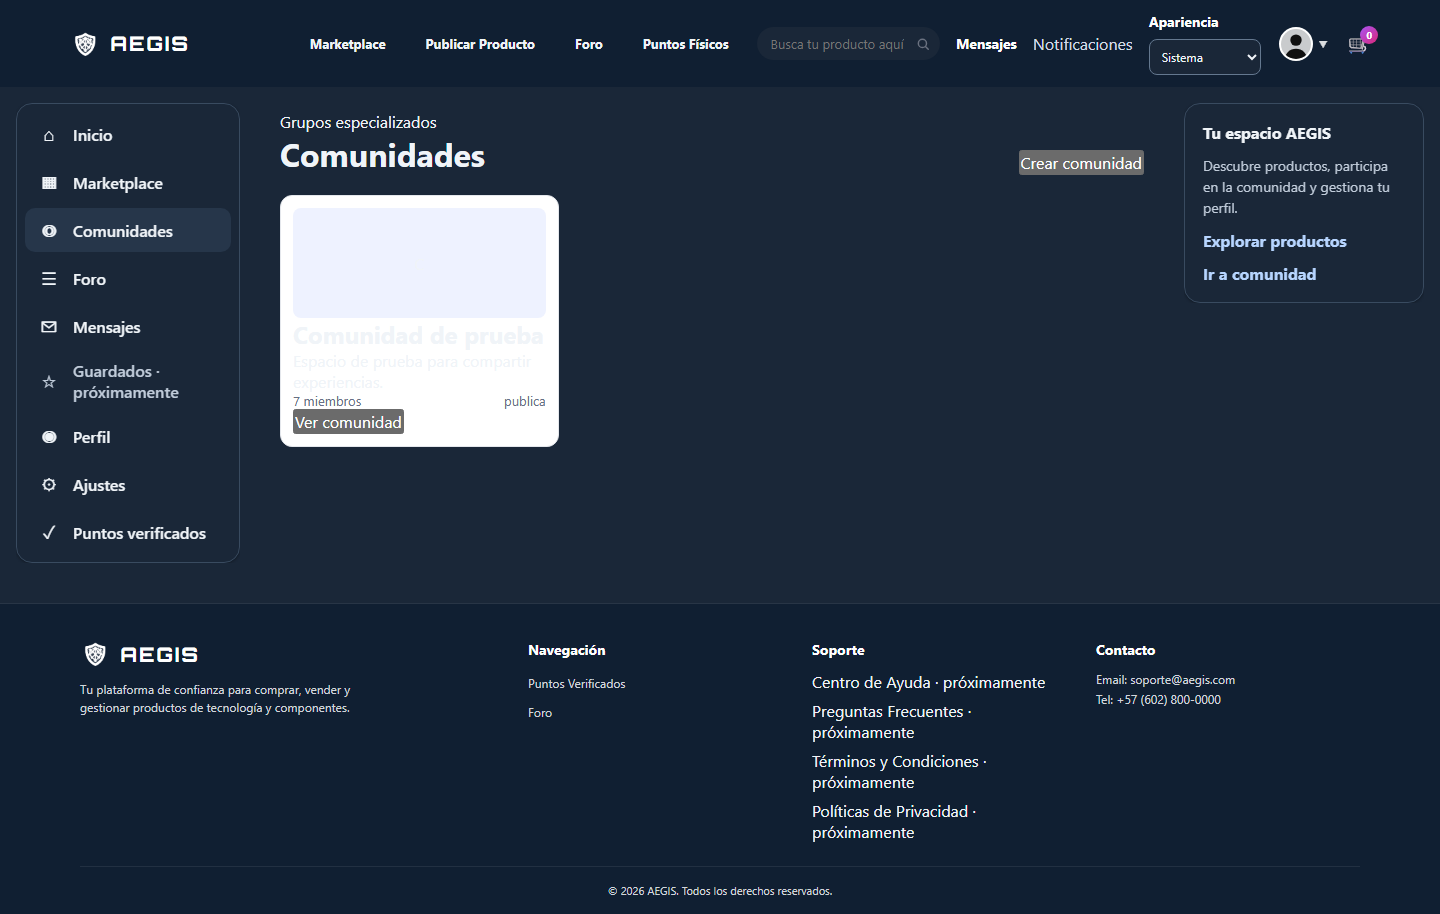 AEGIS
Marketplace
Publicar Producto
Foro
Puntos Físicos
Busca tu producto aquí
Mensajes
Notificaciones
Apariencia
Sistema
0
Inicio
Marketplace
Comunidades
Foro
Mensajes
Guardados ·
próximamente
Perfil
Ajustes
Puntos verificados
Grupos especializados
Comunidades
Crear comunidad
Comunidad de prueba
Espacio de prueba para compartir
experiencias.
7 miembros
publica
Ver comunidad
Tu espacio AEGIS
Descubre productos, participa
en la comunidad y gestiona tu
perfil.
Explorar productos
Ir a comunidad
AEGIS
Tu plataforma de confianza para comprar, vender y
gestionar productos de tecnología y componentes.
Navegación
Puntos Verificados
Foro
Soporte
Centro de Ayuda · próximamente
Preguntas Frecuentes ·
próximamente
Términos y Condiciones ·
próximamente
Políticas de Privacidad ·
próximamente
Contacto
Email: soporte@aegis.com
Tel: +57 (602) 800-0000
© 2026 AEGIS. Todos los derechos reservados.